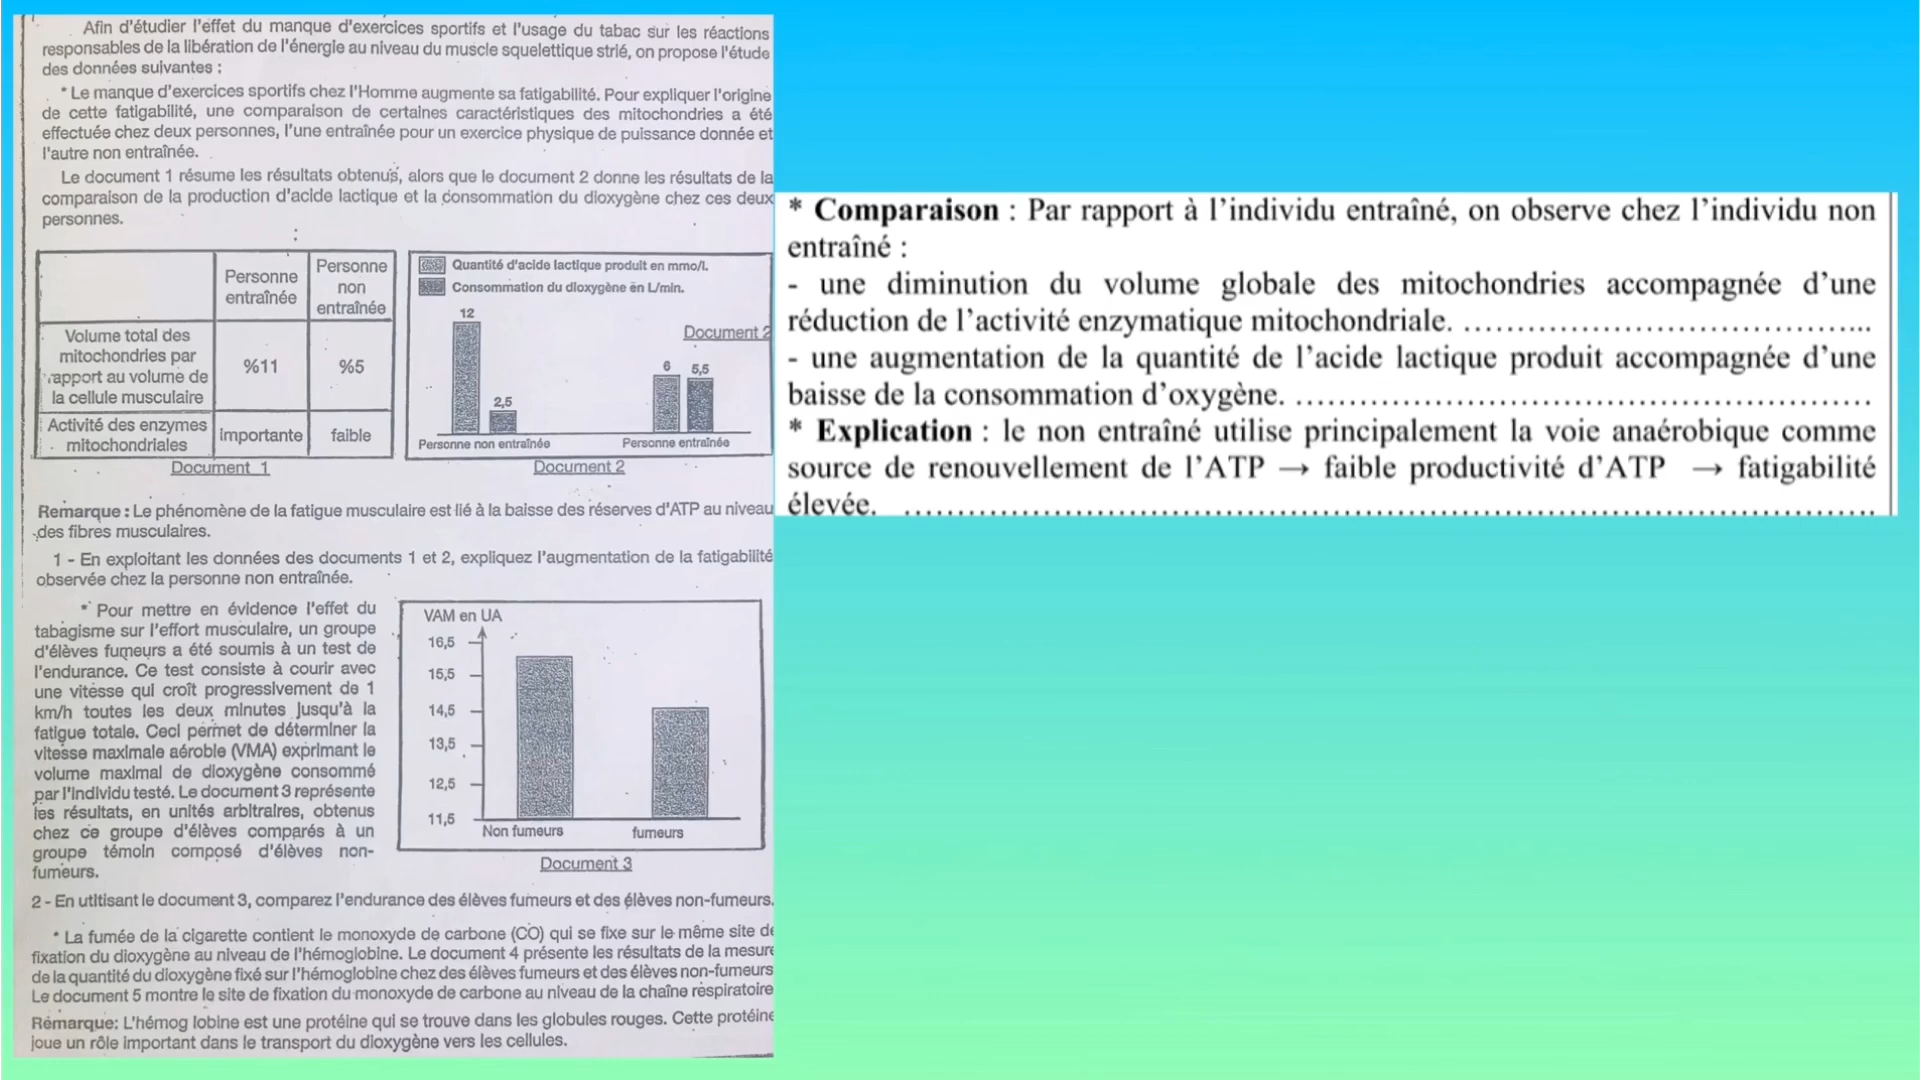 Afin d'étudier l'effet du manque d'exercices sportifs et l'usage du tabac sur les réactions
responsables de la libération de l'énergie au niveau du muscle squelettique strié, on propose l'étude
des données suivantes :
* Le manque d'exercices sportifs chez l'Homme augmente sa fatigabilité. Pour expliquer l'origine
de cette fatigabilité, une comparaison de certaines caractéristiques des mitochondries a été
effectuée chez deux personnes, l'une entraînée pour un exercice physique de puissance donnée et
l'autre non entraînée.
Le document 1 résume les résultats obtenus, alors que le document 2 donne les résultats de la
comparaison de la production d'acide lactique et la consommation du dioxygène chez ces deux
personnes.
:
Personne
entraînée
Personne
non
entraînée
Volume total des
mitochondries par
rapport au volume de
la cellule musculaire
%11
%5
Activité des enzymes
mitochondriales
importante
faible
Document 1
Quantité d'acide lactique produit en mmo/l.
Consommation du dioxygène en L/min.
Document 2
12
2,5
6
5,5
Personne non entraînée
Personne entraînée
Document 2
Remarque : Le phénomène de la fatigue musculaire est lié à la baisse des réserves d'ATP au niveau
des fibres musculaires.
1 - En exploitant les données des documents 1 et 2, expliquez l'augmentation de la fatigabilité
observée chez la personne non entraînée.
* Pour mettre en évidence l'effet du
tabagisme sur l'effort musculaire, un groupe
d'élèves fumeurs a été soumis à un test de
l'endurance. Ce test consiste à courir avec
une vitesse qui croît progressivement de 1
km/h toutes les deux minutes jusqu'à la
fatigue totale. Ceci permet de déterminer la
vitesse maximale aéroble (VMA) exprimant le
volume maximal de dioxygène consommé
par l'individu testé. Le document 3 représente
les résultats, en unités arbitraires, obtenus
chez ce groupe d'élèves comparés à un
groupe témoin composé d'élèves non-
fumeurs.
VAM en UA
16,5
15,5
14,5
13,5
12,5
11,5
Non fumeurs
fumeurs
Document 3
2 - En utltisant le document 3, comparez l'endurance des élèves fumeurs et des élèves non-fumeurs.
* La fumée de la cigarette contient le monoxyde de carbone (CO) qui se fixe sur le même site de
fixation du dioxygène au niveau de l'hémoglobine. Le document 4 présente les résultats de la mesure
de la quantité du dioxygène fixé sur l'hémoglobine chez des élèves fumeurs et des élèves non-fumeurs
Le document 5 montre le site de fixation du monoxyde de carbone au niveau de la chaîne respiratoire
Remarque: L'hémog lobine est une protéine qui se trouve dans les globules rouges. Cette protéine
joue un rôle important dans le transport du dioxygène vers les cellules.
* Comparaison : Par rapport à l'individu entraîné, on observe chez l'individu non
entraîné :
- une diminution du volume globale des mitochondries accompagnée d'une
réduction de l'activité enzymatique mitochondriale. …………………………………...
- une augmentation de la quantité de l'acide lactique produit accompagnée d'une
baisse de la consommation d'oxygène. ……………………………………………………
* Explication : le non entraîné utilise principalement la voie anaérobique comme
source de renouvellement de l'ATP → faible productivité d'ATP → fatigabilité
élevée. ……………………………………………………………………………………